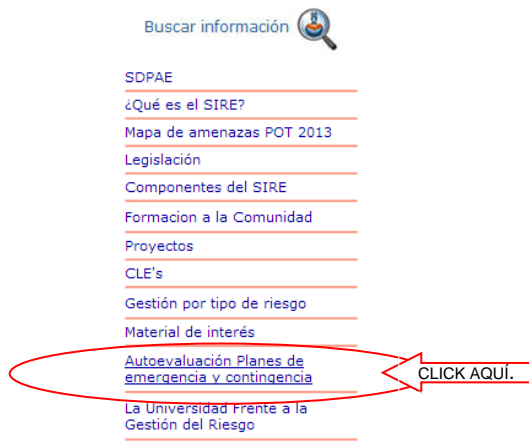 Buscar información
SDPAE
¿Qué es el SIRE?
Mapa de amenazas POT 2013
Legislación
Componentes del SIRE
Formacion a la Comunidad
Proyectos
CLE's
Gestión por tipo de riesgo
Material de interés
Autoevaluación Planes de
emergencia y contingencia
CLICK AQUÍ.
La Universidad Frente a la
Gestión del Riesgo